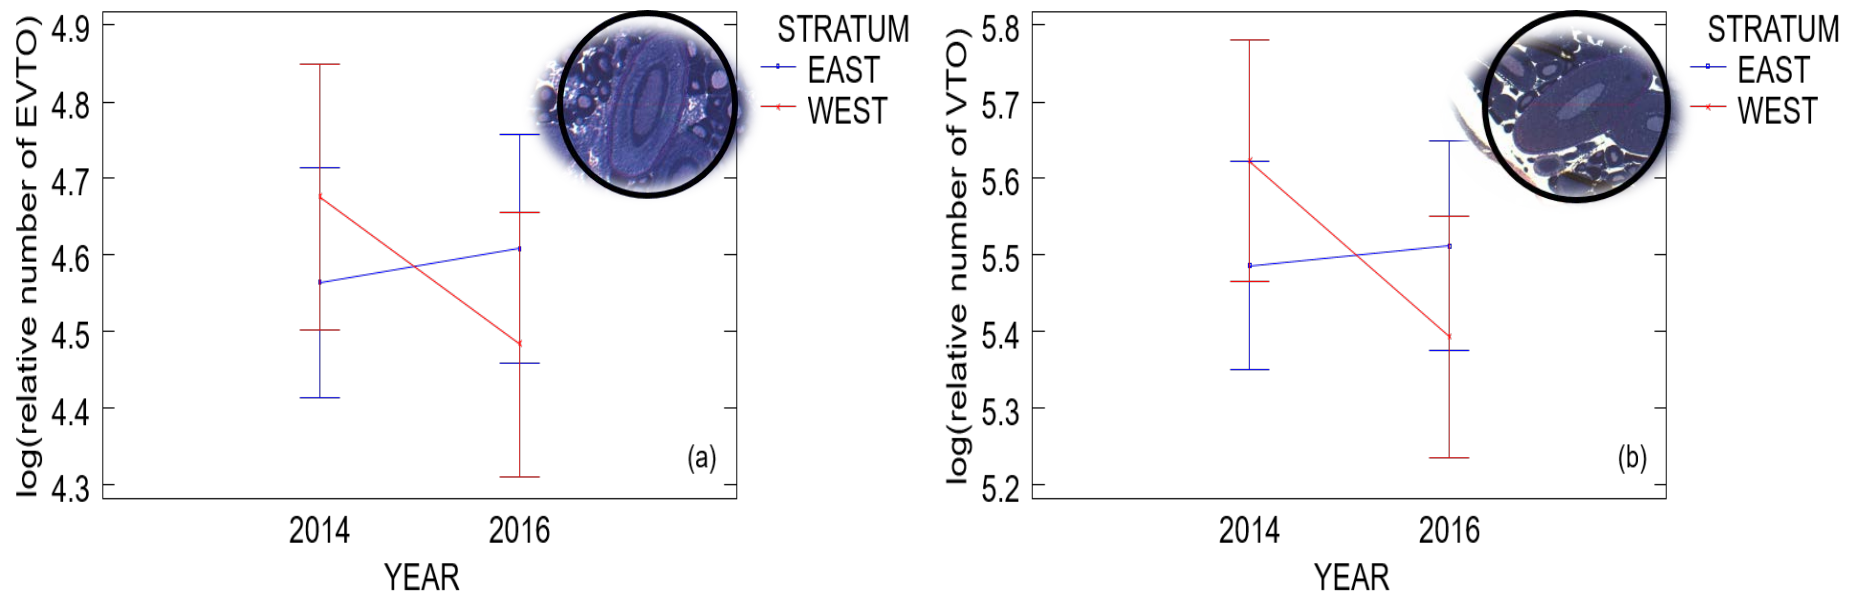 log(relative number of EVTO)
4.9
4.8
4.7
4.6
4.5
4.4
4.3
2014
2016
YEAR
(a)
STRATUM
EAST
WEST
log(relative number of VTO)
5.8
5.7
5.6
5.5
5.4
5.3
5.2
2014
2016
YEAR
(b)
STRATUM
EAST
WEST